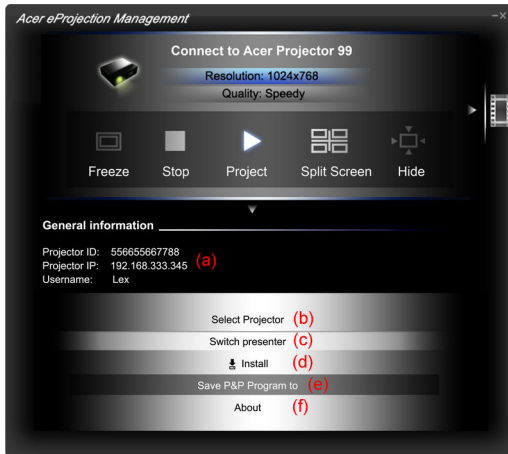 Acer eProjection Management
Connect to Acer Projector 99
Resolution: 1024x768
Quality: Speedy
Freeze Stop Project Split Screen Hide
General information
Projector ID: 556655667788
Projector IP: 192.168.333.345 (a)
Username: Lex
Select Projector (b)
Switch presenter (c)
Install (d)
Save P&P Program to (e)
About (f)